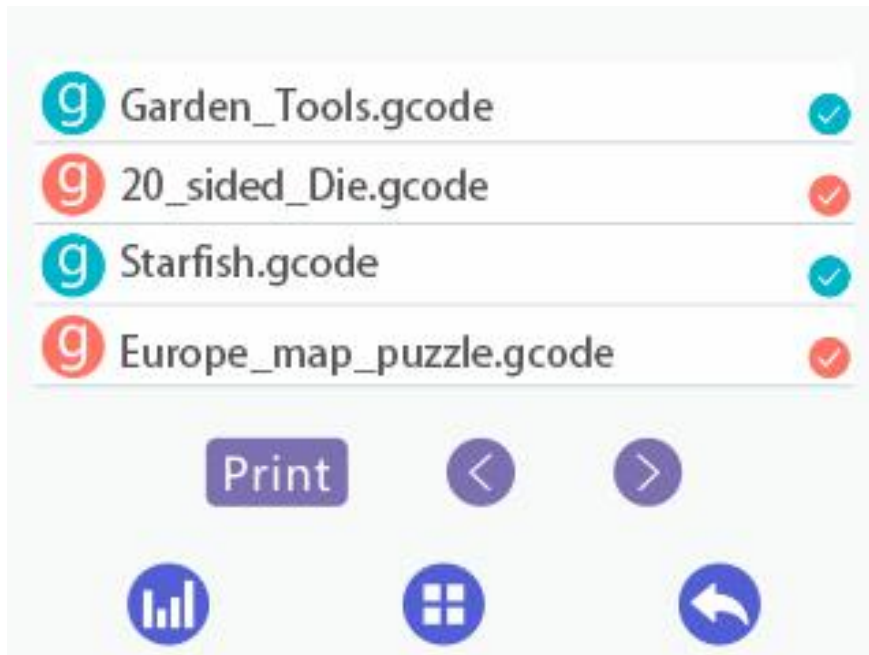 g Garden_Tools.gcode
g 20_sided_Die.gcode
g Starfish.gcode
g Europe_map_puzzle.gcode
Print